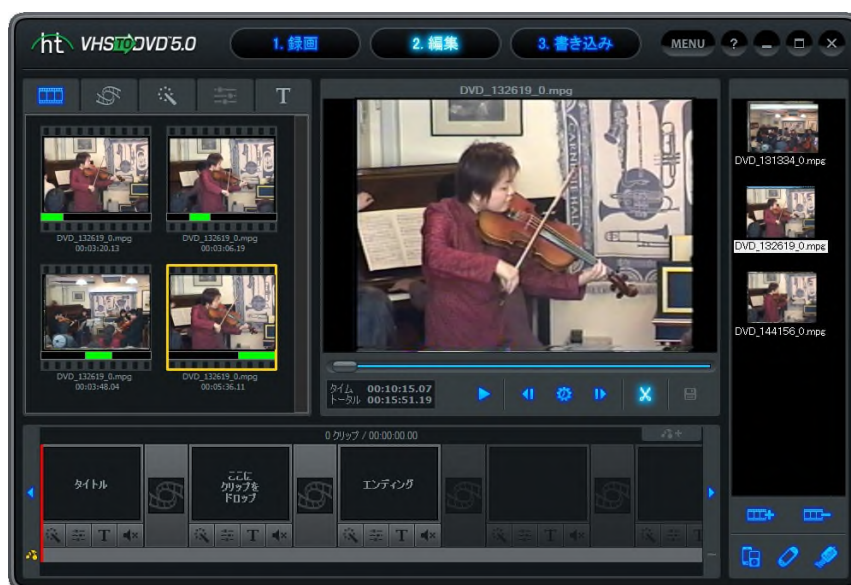 ht VHS TO DVD 5.0
1. 録画
2. 編集
3. 書き込み
MENU
?
T
DVD_132619_0.mpg
00:03:20.13
DVD_132619_0.mpg
00:03:06.19
DVD_132619_0.mpg
00:03:48.04
DVD_132619_0.mpg
00:05:36.11
DVD_132619_0.mpg
CARNEGIE HALL
タイム 00:10:15.07
トータル 00:15:51.19
DVD_131334_0.mpg
DVD_132619_0.mpg
DVD_144156_0.mpg
0 クリップ / 00:00:00.00
タイトル
ここに
クリップを
ドロップ
エンディング
T
T
T
T
T